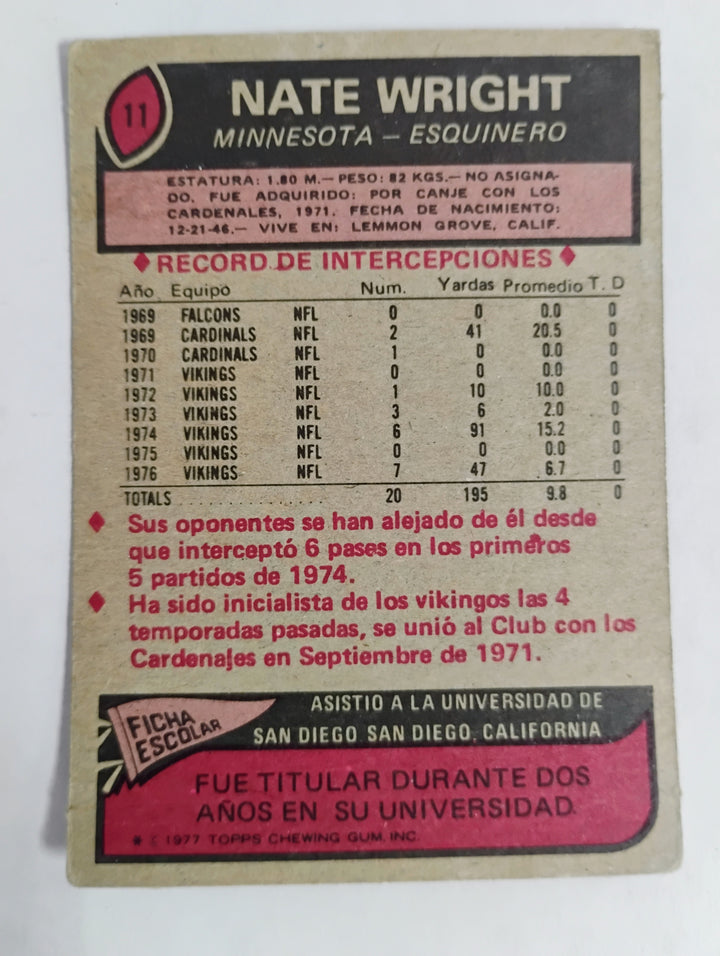 11
NATE WRIGHT
MINNESOTA – ESQUINERO
ESTATURA: 1.80 M.— PESO: 82 KGS.— NO ASIGNA-
DO. FUE ADQUIRIDO: POR CANJE CON LOS
CARDENALES, 1971. FECHA DE NACIMIENTO:
12-21-46.— VIVE EN: LEMMON GROVE, CALIF.
♦ RECORD DE INTERCEPCIONES ♦
Año Equipo Num. Yardas Promedio T. D
1969 FALCONS NFL 0 0 0.0 0
1969 CARDINALS NFL 2 41 20.5 0
1970 CARDINALS NFL 1 0 0.0 0
1971 VIKINGS NFL 0 0 0.0 0
1972 VIKINGS NFL 1 10 10.0 0
1973 VIKINGS NFL 3 6 2.0 0
1974 VIKINGS NFL 6 91 15.2 0
1975 VIKINGS NFL 0 0 0.0 0
1976 VIKINGS NFL 7 47 6.7 0
TOTALS . . . . . . . . . . . . 20 195 9.8 0
♦ Sus oponentes se han alejado de él desde
que interceptó 6 pases en los primeros
5 partidos de 1974.
♦ Ha sido inicialista de los vikingos las 4
temporadas pasadas, se unió al Club con los
Cardenales en Septiembre de 1971.
FICHA
ESCOLAR
ASISTIO A LA UNIVERSIDAD DE
SAN DIEGO SAN DIEGO, CALIFORNIA
FUE TITULAR DURANTE DOS
AÑOS EN SU UNIVERSIDAD.
* © 1977 TOPPS CHEWING GUM, INC.